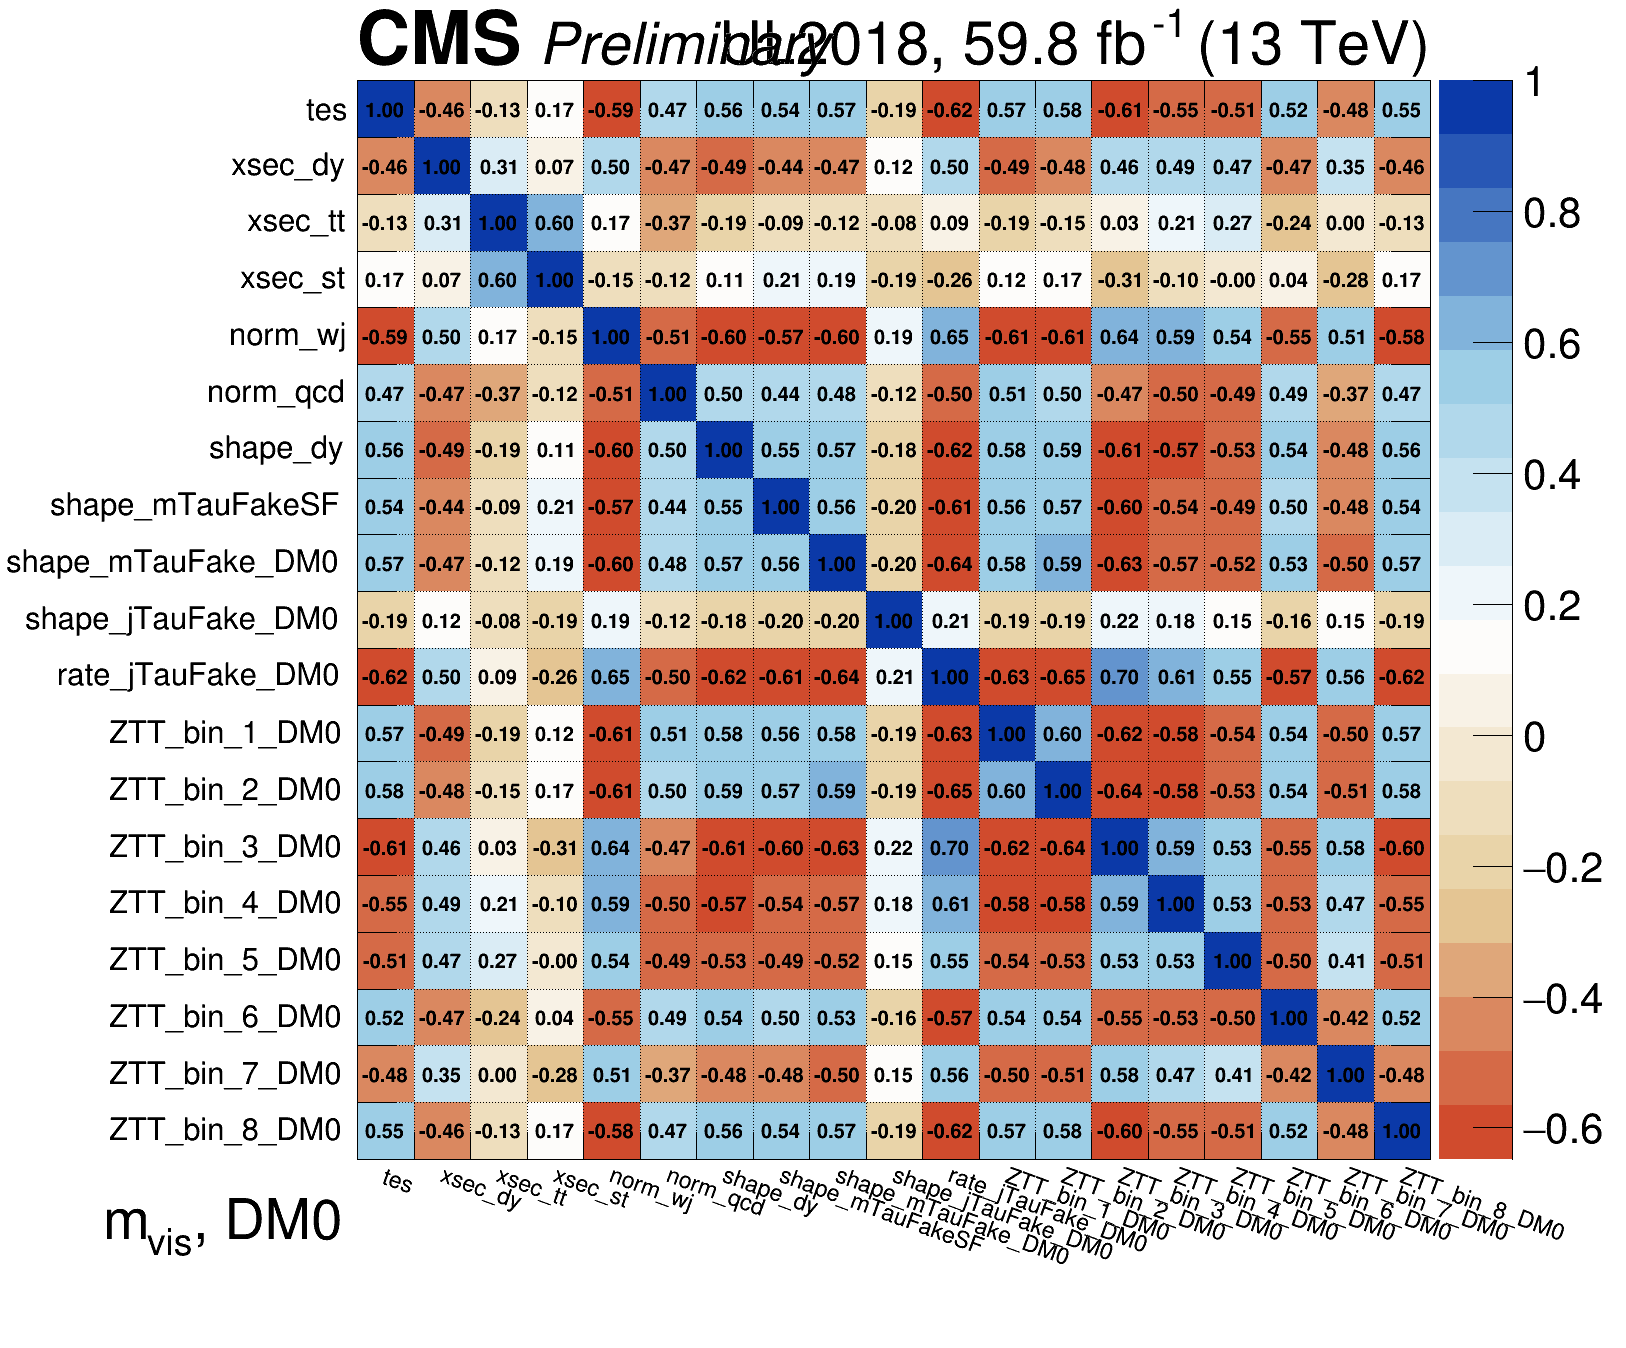 CMS Preliminary 2018, 59.8 fb-1 (13 TeV)
tes 1.00 -0.46 -0.13 0.17 -0.59 0.47 0.56 0.54 0.57 -0.19 -0.62 0.57 0.58 -0.61 -0.55 -0.51 0.52 -0.48 0.55
xsec_dy -0.46 1.00 0.31 0.07 0.50 -0.47 -0.49 -0.44 -0.47 0.12 0.50 -0.49 -0.48 0.46 0.49 0.47 -0.47 0.35 -0.46
xsec_tt -0.13 0.31 1.00 0.60 0.17 -0.37 -0.19 -0.09 -0.12 -0.08 0.09 -0.19 -0.15 0.03 0.21 0.27 -0.24 0.00 -0.13
xsec_st 0.17 0.07 0.60 1.00 -0.15 -0.12 0.11 0.21 0.19 -0.19 -0.26 0.12 0.17 -0.31 -0.10 -0.00 0.04 -0.28 0.17
norm_wj -0.59 0.50 0.17 -0.15 1.00 -0.51 -0.60 -0.57 -0.60 0.19 0.65 -0.61 -0.61 0.64 0.59 0.54 -0.55 0.51 -0.58
norm_qcd 0.47 -0.47 -0.37 -0.12 -0.51 1.00 0.50 0.44 0.48 -0.12 -0.50 0.51 0.50 -0.47 -0.50 -0.49 0.49 -0.37 0.47
shape_dy 0.56 -0.49 -0.19 0.11 -0.60 0.50 1.00 0.55 0.57 -0.18 -0.62 0.58 0.59 -0.61 -0.57 -0.53 0.54 -0.48 0.56
shape_mTauFakeSF 0.54 -0.44 -0.09 0.21 -0.57 0.44 0.55 1.00 0.56 -0.20 -0.61 0.56 0.57 -0.60 -0.54 -0.49 0.50 -0.48 0.54
shape_mTauFake_DM0 0.57 -0.47 -0.12 0.19 -0.60 0.48 0.57 0.56 1.00 -0.20 -0.64 0.58 0.59 -0.63 -0.57 -0.52 0.53 -0.50 0.57
shape_jTauFake_DM0 -0.19 0.12 -0.08 -0.19 0.19 -0.12 -0.18 -0.20 -0.20 1.00 0.21 -0.19 -0.19 0.22 0.18 0.15 -0.16 0.15 -0.19
rate_jTauFake_DM0 -0.62 0.50 0.09 -0.26 0.65 -0.50 -0.62 -0.61 -0.64 0.21 1.00 -0.63 -0.65 0.70 0.61 0.55 -0.57 0.56 -0.62
ZTT_bin_1_DM0 0.57 -0.49 -0.19 0.12 -0.61 0.51 0.58 0.56 0.58 -0.19 -0.63 1.00 0.60 -0.62 -0.58 -0.54 0.54 -0.50 0.57
ZTT_bin_2_DM0 0.58 -0.48 -0.15 0.17 -0.61 0.50 0.59 0.57 0.59 -0.19 -0.65 0.60 1.00 -0.64 -0.58 -0.53 0.54 -0.51 0.58
ZTT_bin_3_DM0 -0.61 0.46 0.03 -0.31 0.64 -0.47 -0.61 -0.60 -0.63 0.22 0.70 -0.62 -0.64 1.00 0.59 0.53 -0.55 0.58 -0.60
ZTT_bin_4_DM0 -0.55 0.49 0.21 -0.10 0.59 -0.50 -0.57 -0.54 -0.57 0.18 0.61 -0.58 -0.58 0.59 1.00 0.53 -0.53 0.47 -0.55
ZTT_bin_5_DM0 -0.51 0.47 0.27 -0.00 0.54 -0.49 -0.53 -0.49 -0.52 0.15 0.55 -0.54 -0.53 0.53 0.53 1.00 -0.50 0.41 -0.51
ZTT_bin_6_DM0 0.52 -0.47 -0.24 0.04 -0.55 0.49 0.54 0.50 0.53 -0.16 -0.57 0.54 0.54 -0.55 -0.53 -0.50 1.00 -0.42 0.52
ZTT_bin_7_DM0 -0.48 0.35 0.00 -0.28 0.51 -0.37 -0.48 -0.48 -0.50 0.15 0.56 -0.50 -0.51 0.58 0.47 0.41 -0.42 1.00 -0.48
ZTT_bin_8_DM0 0.55 -0.46 -0.13 0.17 -0.58 0.47 0.56 0.54 0.57 -0.19 -0.62 0.57 0.58 -0.60 -0.55 -0.51 0.52 -0.48 1.00
1
0.8
0.6
0.4
0.2
0
−0.2
−0.4
−0.6
tes
xsec_dy
xsec_tt
xsec_st
norm_wj
norm_qcd
shape_dy
shape_mTauFakeSF
shape_mTauFake_DM0
shape_jTauFake_DM0
rate_jTauFake_DM0
ZTT_bin_1_DM0
ZTT_bin_2_DM0
ZTT_bin_3_DM0
ZTT_bin_4_DM0
ZTT_bin_5_DM0
ZTT_bin_6_DM0
ZTT_bin_7_DM0
ZTT_bin_8_DM0
mvis, DM0